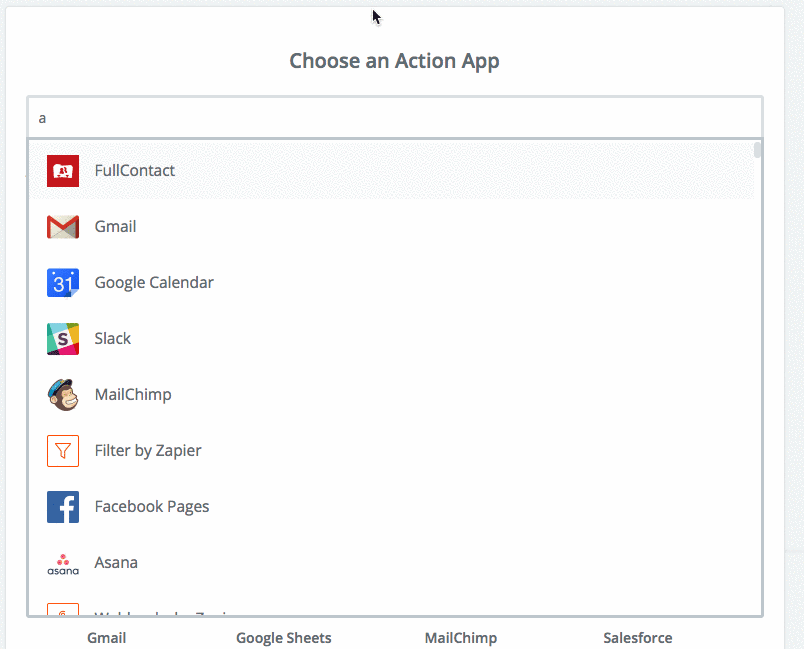 Choose an Action App
a
FullContact
Gmail
31
Google Calendar
S
Slack
MailChimp
Filter by Zapier
f
Facebook Pages
asana
Asana
Gmail
Google Sheets
MailChimp
Salesforce